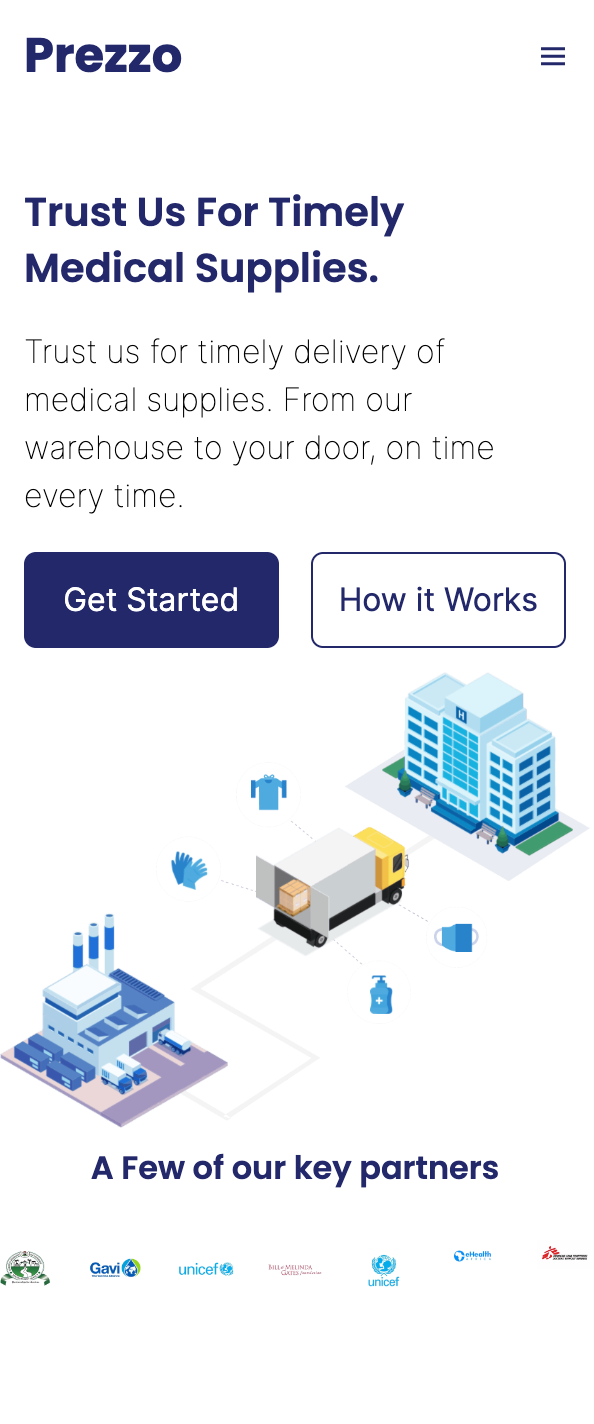 Prezzo
Trust Us For Timely
Medical Supplies.
Trust us for timely delivery of
medical supplies. From our
warehouse to your door, on time
every time.
Get Started
How it Works
H
A Few of our key partners
Gavi
unicef
BILL & MELINDA
GATES foundation
unicef
eHealth
AFRICA